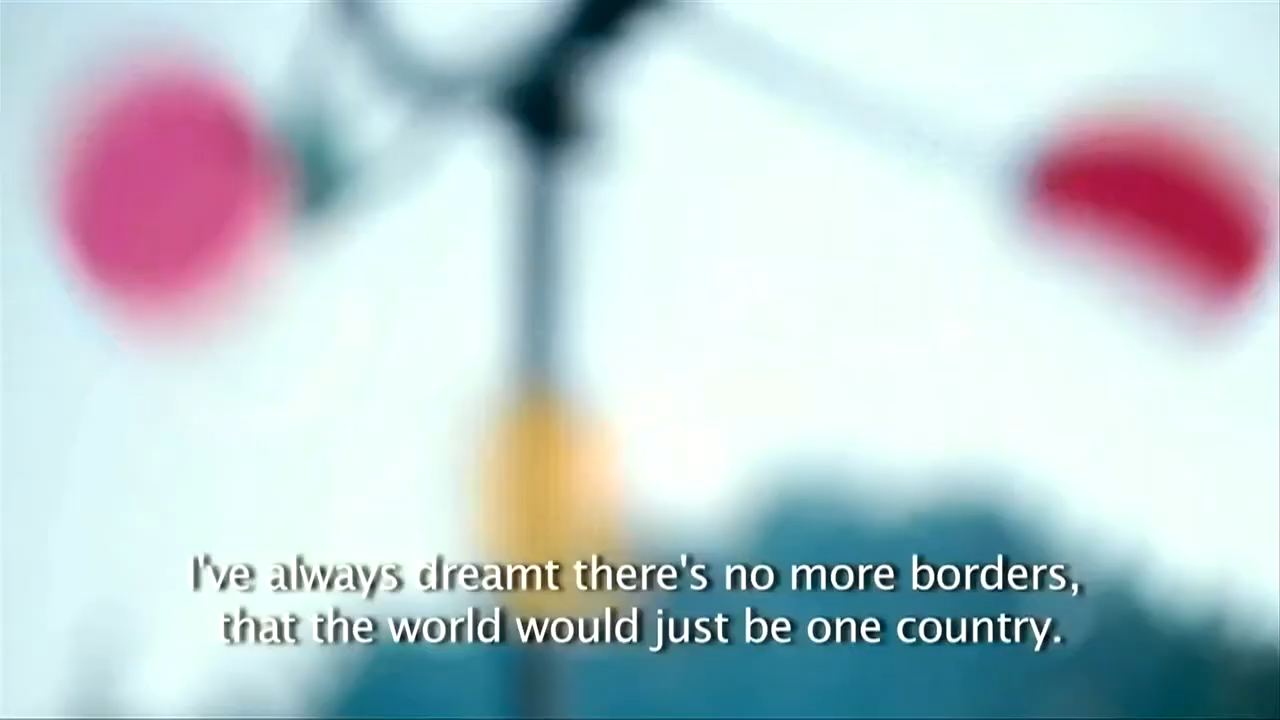 I've always dreamt there's no more borders,
that the world would just be one country.